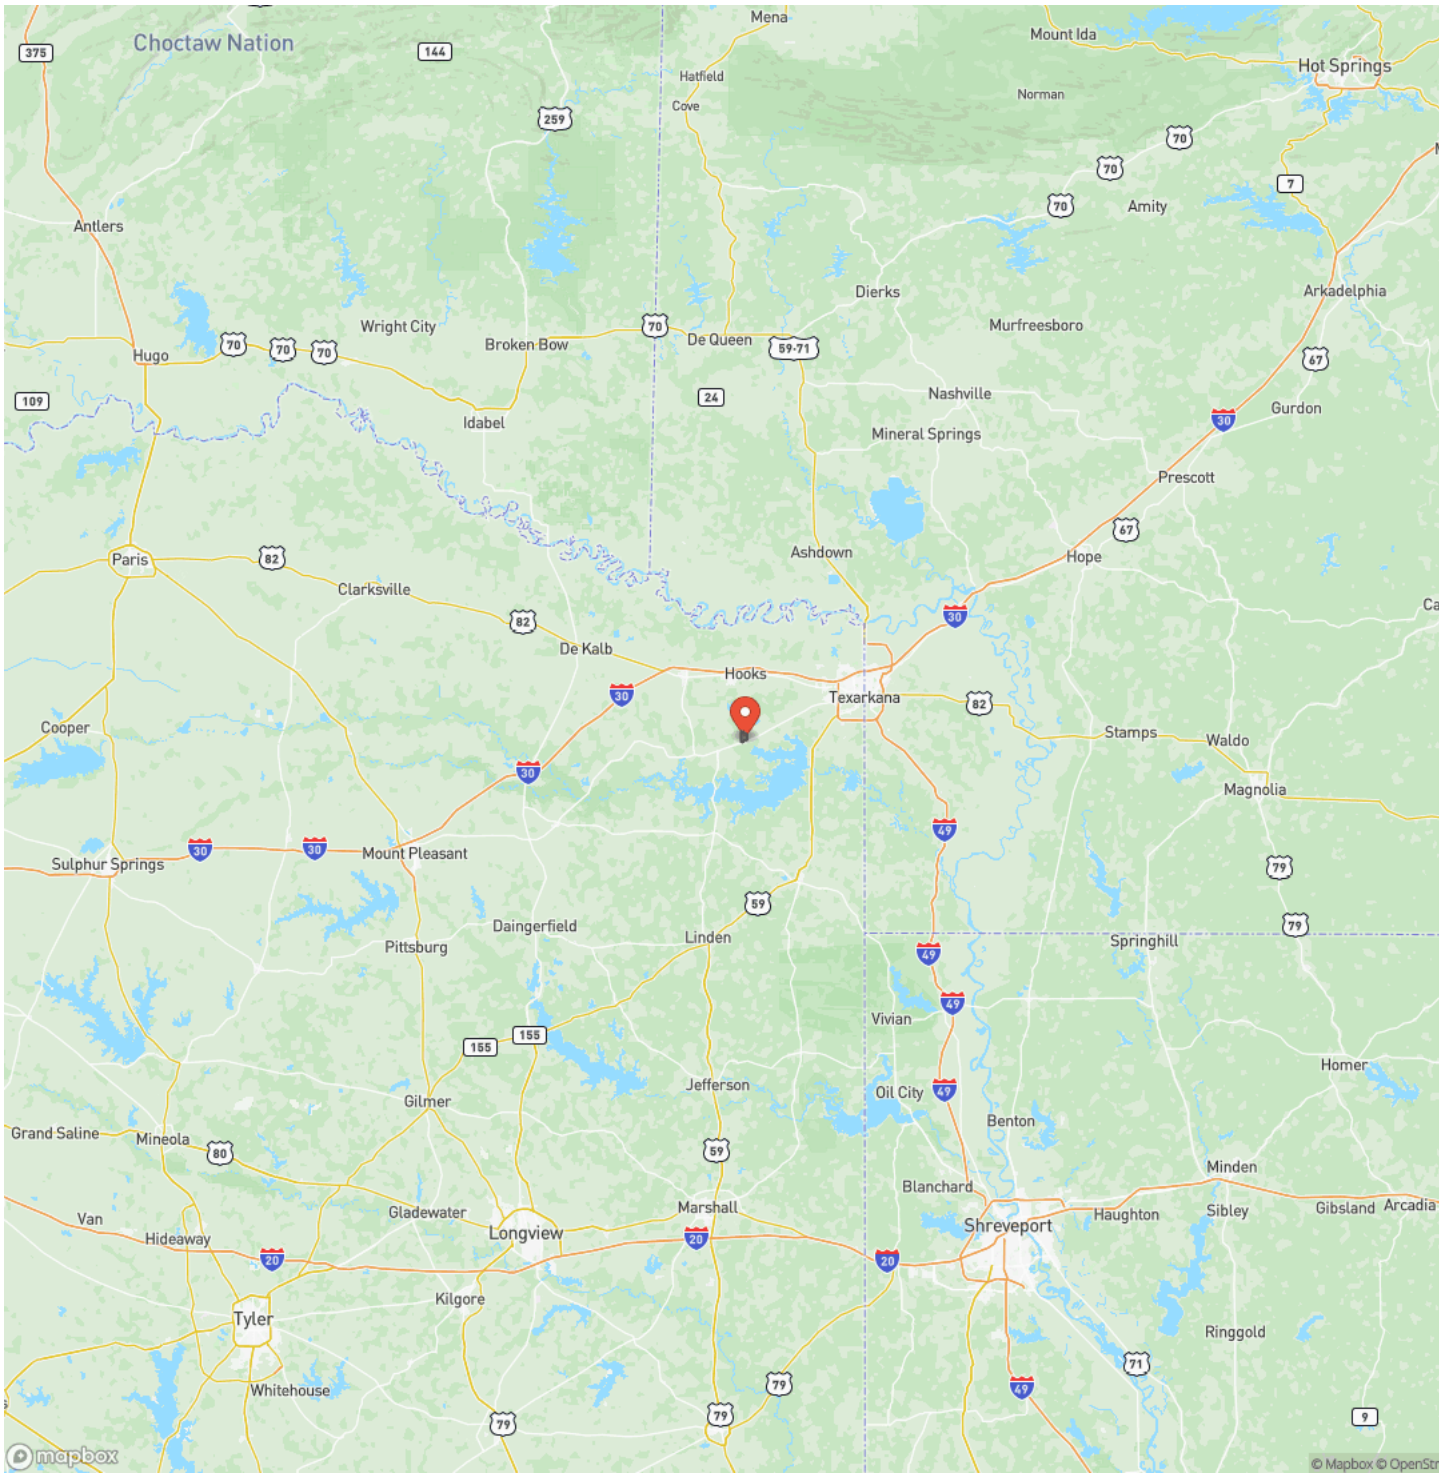 Mena
Choctaw Nation
Mount Ida
375
144
Hot Springs
Hatfield
Norman
Cove
259
70
70
7
70
Amity
Antlers
Dierks
Arkadelphia
Wright City
70
Murfreesboro
70
70
70
Broken Bow
De Queen
59-71
Hugo
67
109
24
Nashville
Gurdon
30
Idabel
Mineral Springs
Prescott
67
Ashdown
Hope
Paris
82
Clarksville
Ca
30
82
De Kalb
Hooks
30
Texarkana
82
Cooper
Stamps
Waldo
30
Magnolia
49
30
30
Mount Pleasant
Sulphur Springs
79
59
Daingerfield
79
Linden
Pittsburg
Springhill
49
49
Vivian
155
155
Homer
Jefferson
Oil City
49
Gilmer
Benton
Grand Saline
Mineola
80
59
Minden
Blanchard
Marshall
Gladewater
Van
Longview
Shreveport
Haughton
Sibley
Gibsland
Arcadia
Hideaway
20
20
20
Kilgore
Tyler
Ringgold
71
Whitehouse
79
49
79
79
9
mapbox
© Mapbox © OpenStr